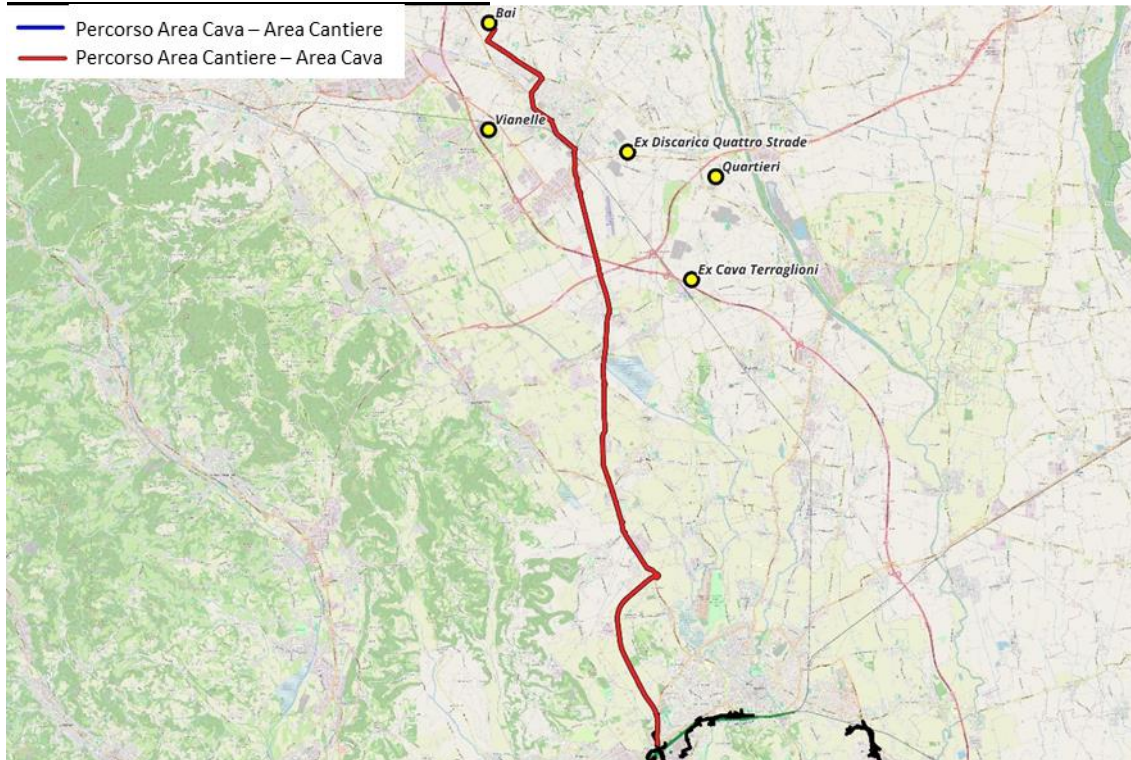 Percorso Area Cava – Area Cantiere
Percorso Area Cantiere – Area Cava
Bai
Vianelle
Ex Discarica Quattro Strade
Quartieri
Ex Cava Terraglioni